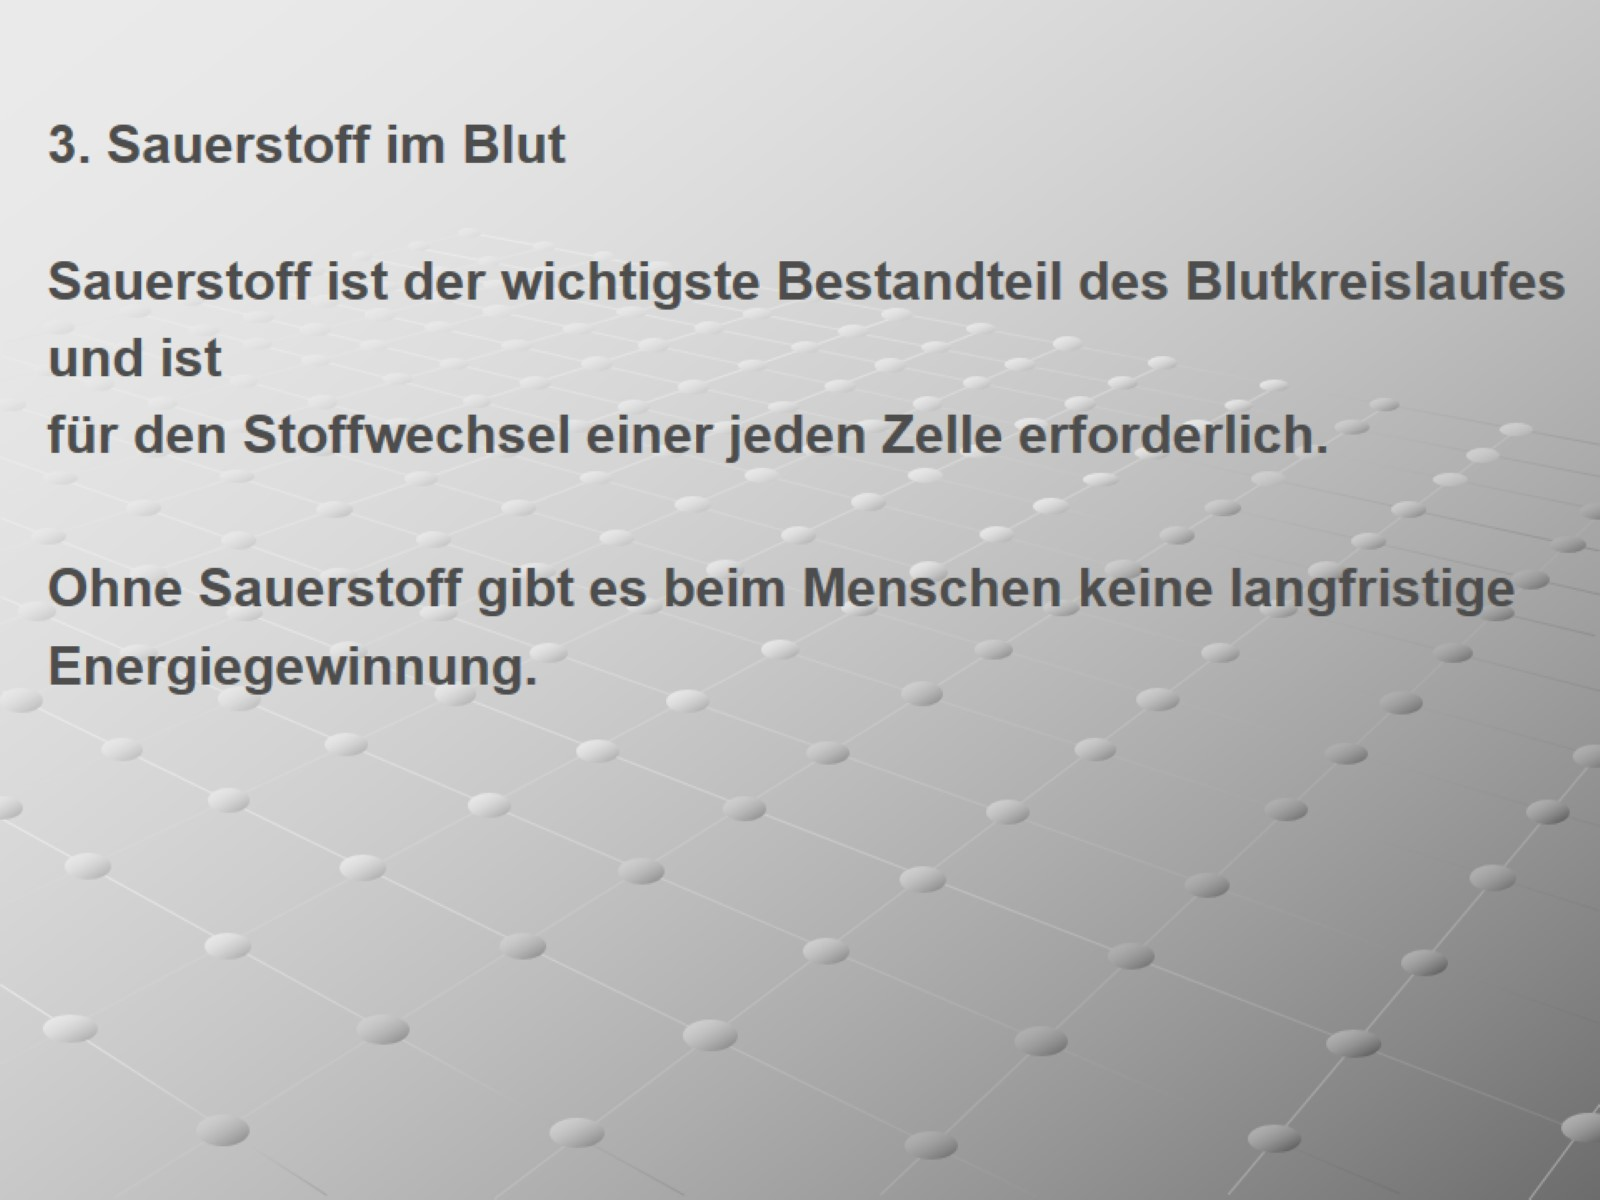 3. Sauerstoff im Blut
Sauerstoff ist der wichtigste Bestandteil des Blutkreislaufes
und ist
für den Stoffwechsel einer jeden Zelle erforderlich.
Ohne Sauerstoff gibt es beim Menschen keine langfristige
Energiegewinnung.